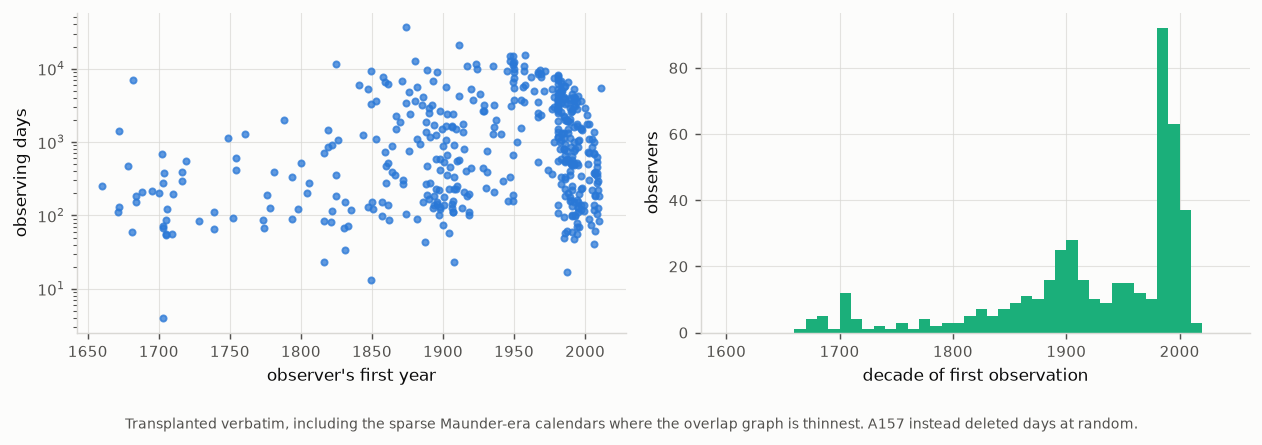 10⁴
10³
10²
10¹
observing days
1650 1700 1750 1800 1850 1900 1950 2000
observer's first year
80
60
40
20
0
observers
1600 1700 1800 1900 2000
decade of first observation
Transplanted verbatim, including the sparse Maunder-era calendars where the overlap graph is thinnest. A157 instead deleted days at random.